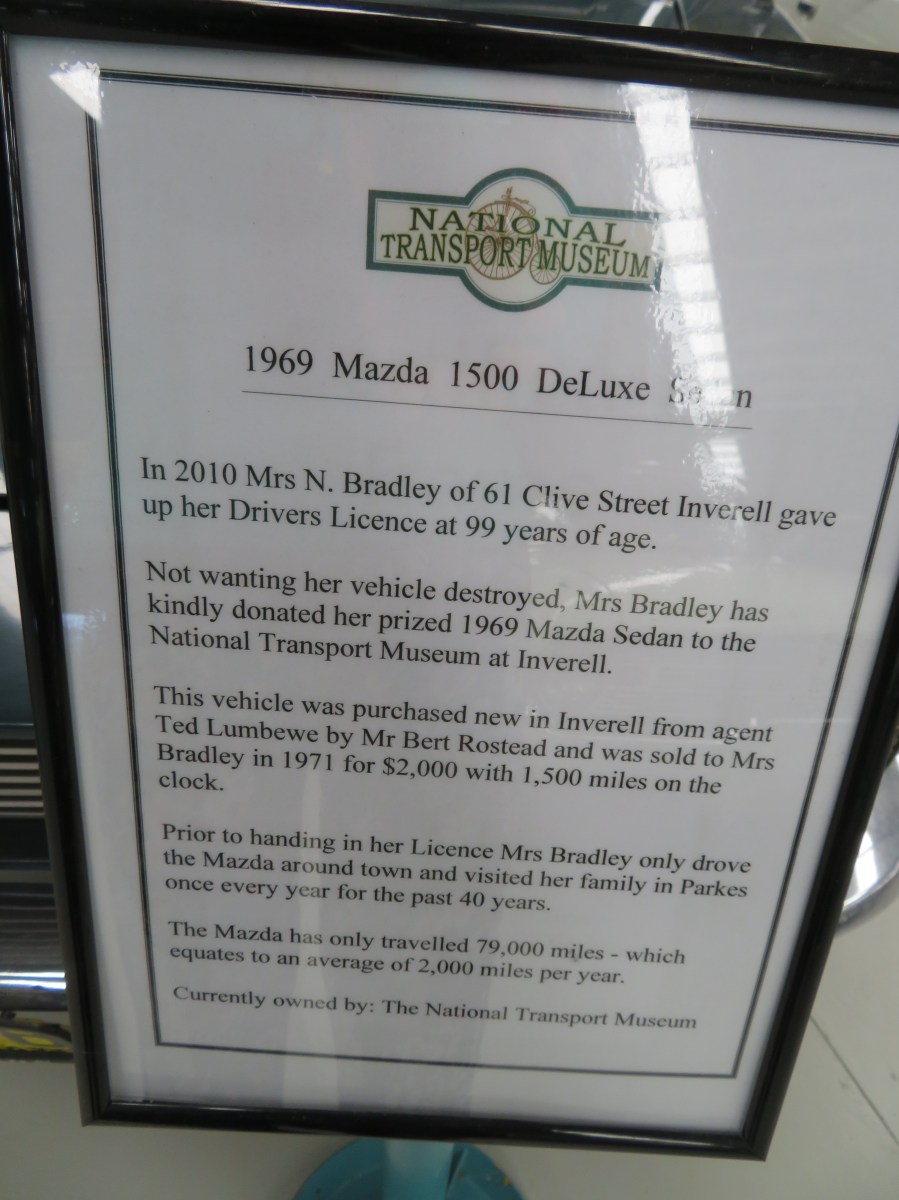 NATIONAL
TRANSPORT MUSEUM
1969 Mazda 1500 DeLuxe
In 2010 Mrs N. Bradley of 61 Clive Street Inverell gave
up her Drivers Licence at 99 years of age.
Not wanting her vehicle destroyed, Mrs Bradley has
kindly donated her prized 1969 Mazda Sedan to the
National Transport Museum at Inverell.
This vehicle was purchased new in Inverell from agent
Ted Lumbewe by Mr Bert Rostead and was sold to Mrs
Bradley in 1971 for $2,000 with 1,500 miles on the
clock.
Prior to handing in her Licence Mrs Bradley only drove
the Mazda around town and visited her family in Parkes
once every year for the past 40 years.
The Mazda has only travelled 79,000 miles - which
equates to an average of 2,000 miles per year.
Currently owned by: The National Transport Museum